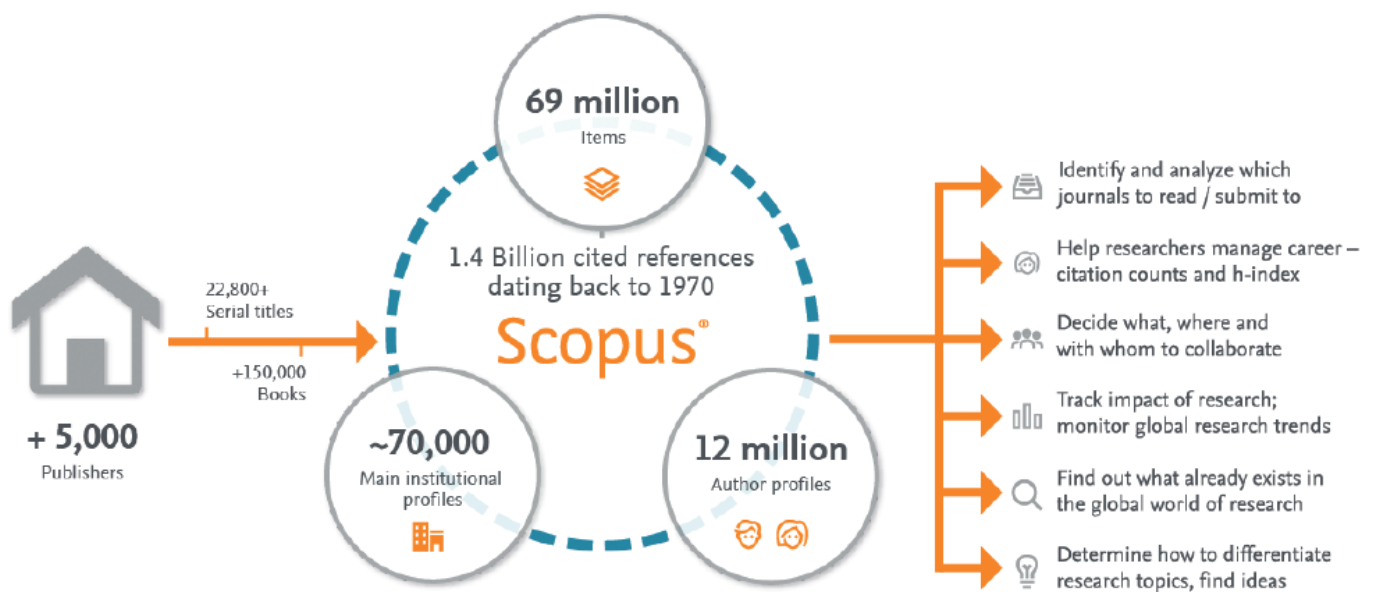 69 million
Items
1.4 Billion cited references
dating back to 1970
Scopus®
22,800+
Serial titles
+150,000
Books
+ 5,000
Publishers
~70,000
Main institutional
profiles
12 million
Author profiles
Identify and analyze which
journals to read / submit to
Help researchers manage career –
citation counts and h-index
Decide what, where and
with whom to collaborate
Track impact of research;
monitor global research trends
Find out what already exists in
the global world of research
Determine how to differentiate
research topics, find ideas